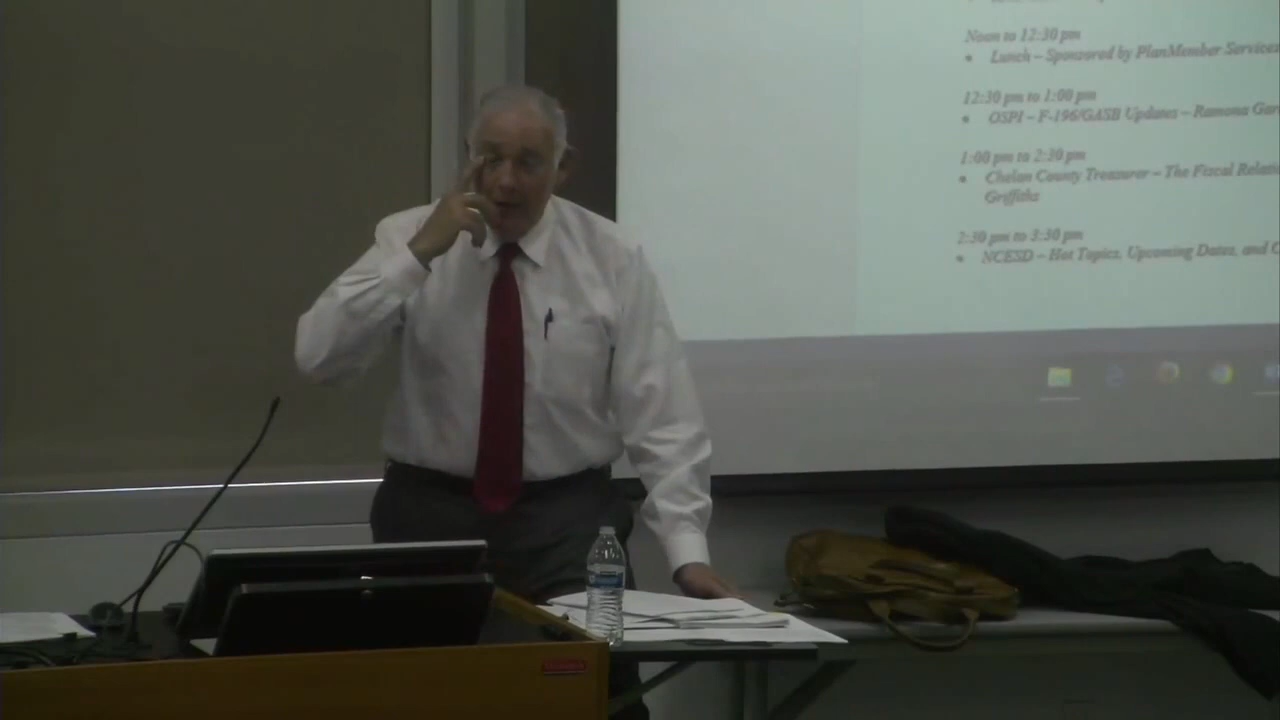 Noon to 12:30 pm
• Lunch – Sponsored by PlanMember Services
12:30 pm to 1:00 pm
• OSPI – F-196/GASB Updates – Ramona
1:00 pm to 2:30 pm
• Chelan County Treasurer – The Fiscal
Griffiths
2:30 pm to 3:30 pm
• NCESD – Hot Topics, Upcoming Dates, and